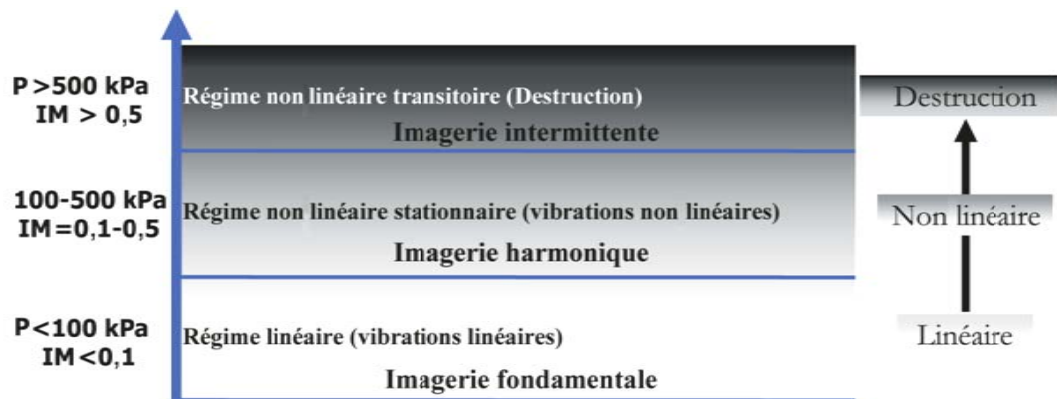 P>500 kPa
IM > 0,5
Régime non linéaire transitoire (Destruction)
Imagerie intermittente
Destruction
100-500 kPa
IM=0,1-0,5
Régime non linéaire stationnaire (vibrations non linéaires)
Imagerie harmonique
Non linéaire
P<100 kPa
IM<0,1
Régime linéaire (vibrations linéaires)
Imagerie fondamentale
Linéaire